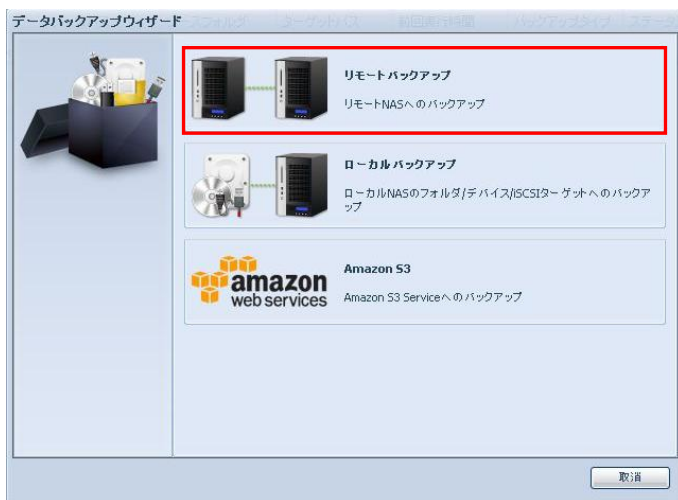 データバックアップウィザード
リモートバックアップ
リモートNASへのバックアップ
ローカルバックアップ
ローカルNASのフォルダ/デバイス/iSCSIターゲットへのバックア
ップ
amazon
web services
Amazon S3
Amazon S3 Serviceへのバックアップ
取消